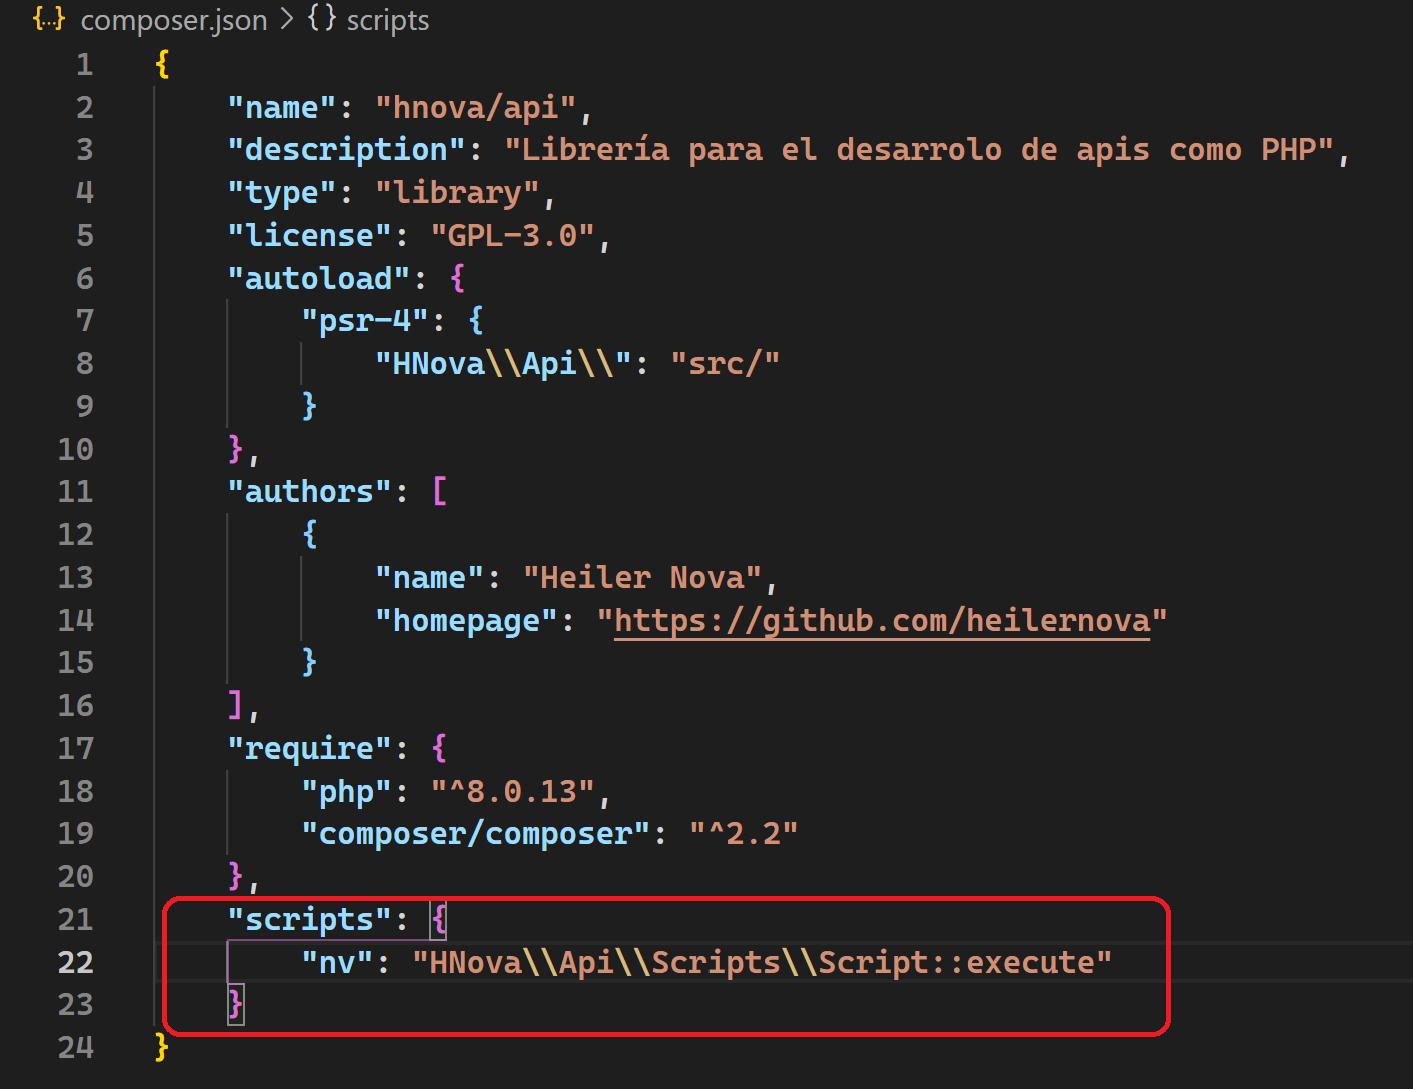 {...} composer.json > {} scripts
1 {
2 "name": "hnova/api",
3 "description": "Librería para el desarrolo de apis como PHP",
4 "type": "library",
5 "license": "GPL-3.0",
6 "autoload": {
7 "psr-4": {
8 "HNova\\Api\\": "src/"
9 }
10 },
11 "authors": [
12 {
13 "name": "Heiler Nova",
14 "homepage": "https://github.com/heilernova"
15 }
16 ],
17 "require": {
18 "php": "^8.0.13",
19 "composer/composer": "^2.2"
20 },
21 "scripts": {
22 "nv": "HNova\\Api\\Scripts\\Script::execute"
23 }
24 }